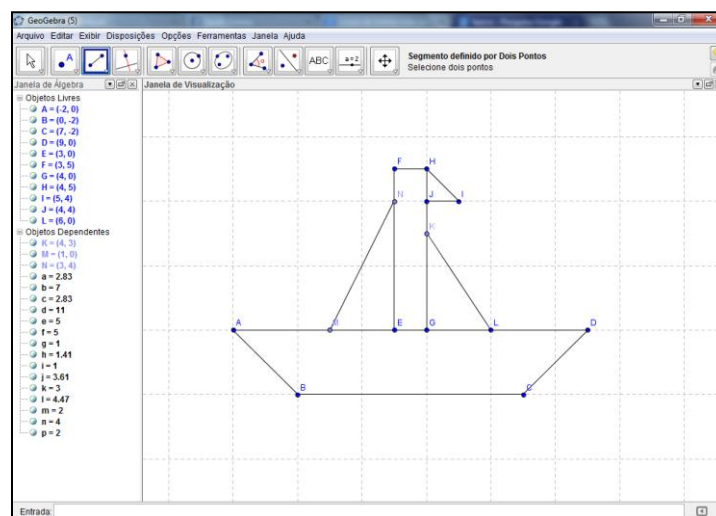 GeoGebra (5)
Arquivo Editar Exibir Disposições Opções Ferramentas Janela Ajuda
A
ABC
a=2
Segmento definido por Dois Pontos
Selecione dois pontos
Janela de Álgebra
Janela de Visualização
Objetos Livres
A = (-2, 0)
B = (0, -2)
C = (7, -2)
D = (9, 0)
E = (3, 0)
F = (3, 5)
G = (4, 0)
H = (4, 5)
I = (5, 4)
J = (4, 4)
L = (6, 0)
Objetos Dependentes
K = (4, 3)
M = (1, 0)
N = (3, 4)
a = 2.83
b = 7
c = 2.83
d = 11
e = 5
f = 5
g = 1
h = 1.41
i = 1
j = 3.61
k = 3
l = 4.47
m = 2
n = 4
p = 2
F H
N J I
K
A M E G L D
B C
Entrada: